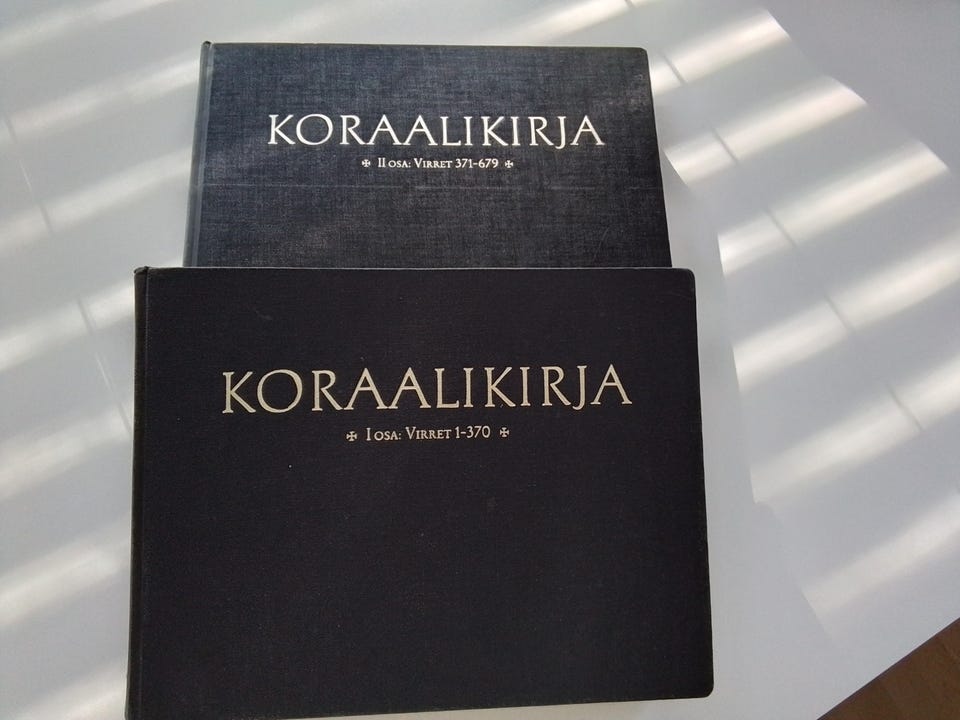 KORAALIKIRJA
✠ II OSA: VIRRET 371-679 ✠
KORAALIKIRJA
✠ I OSA: VIRRET 1-370 ✠